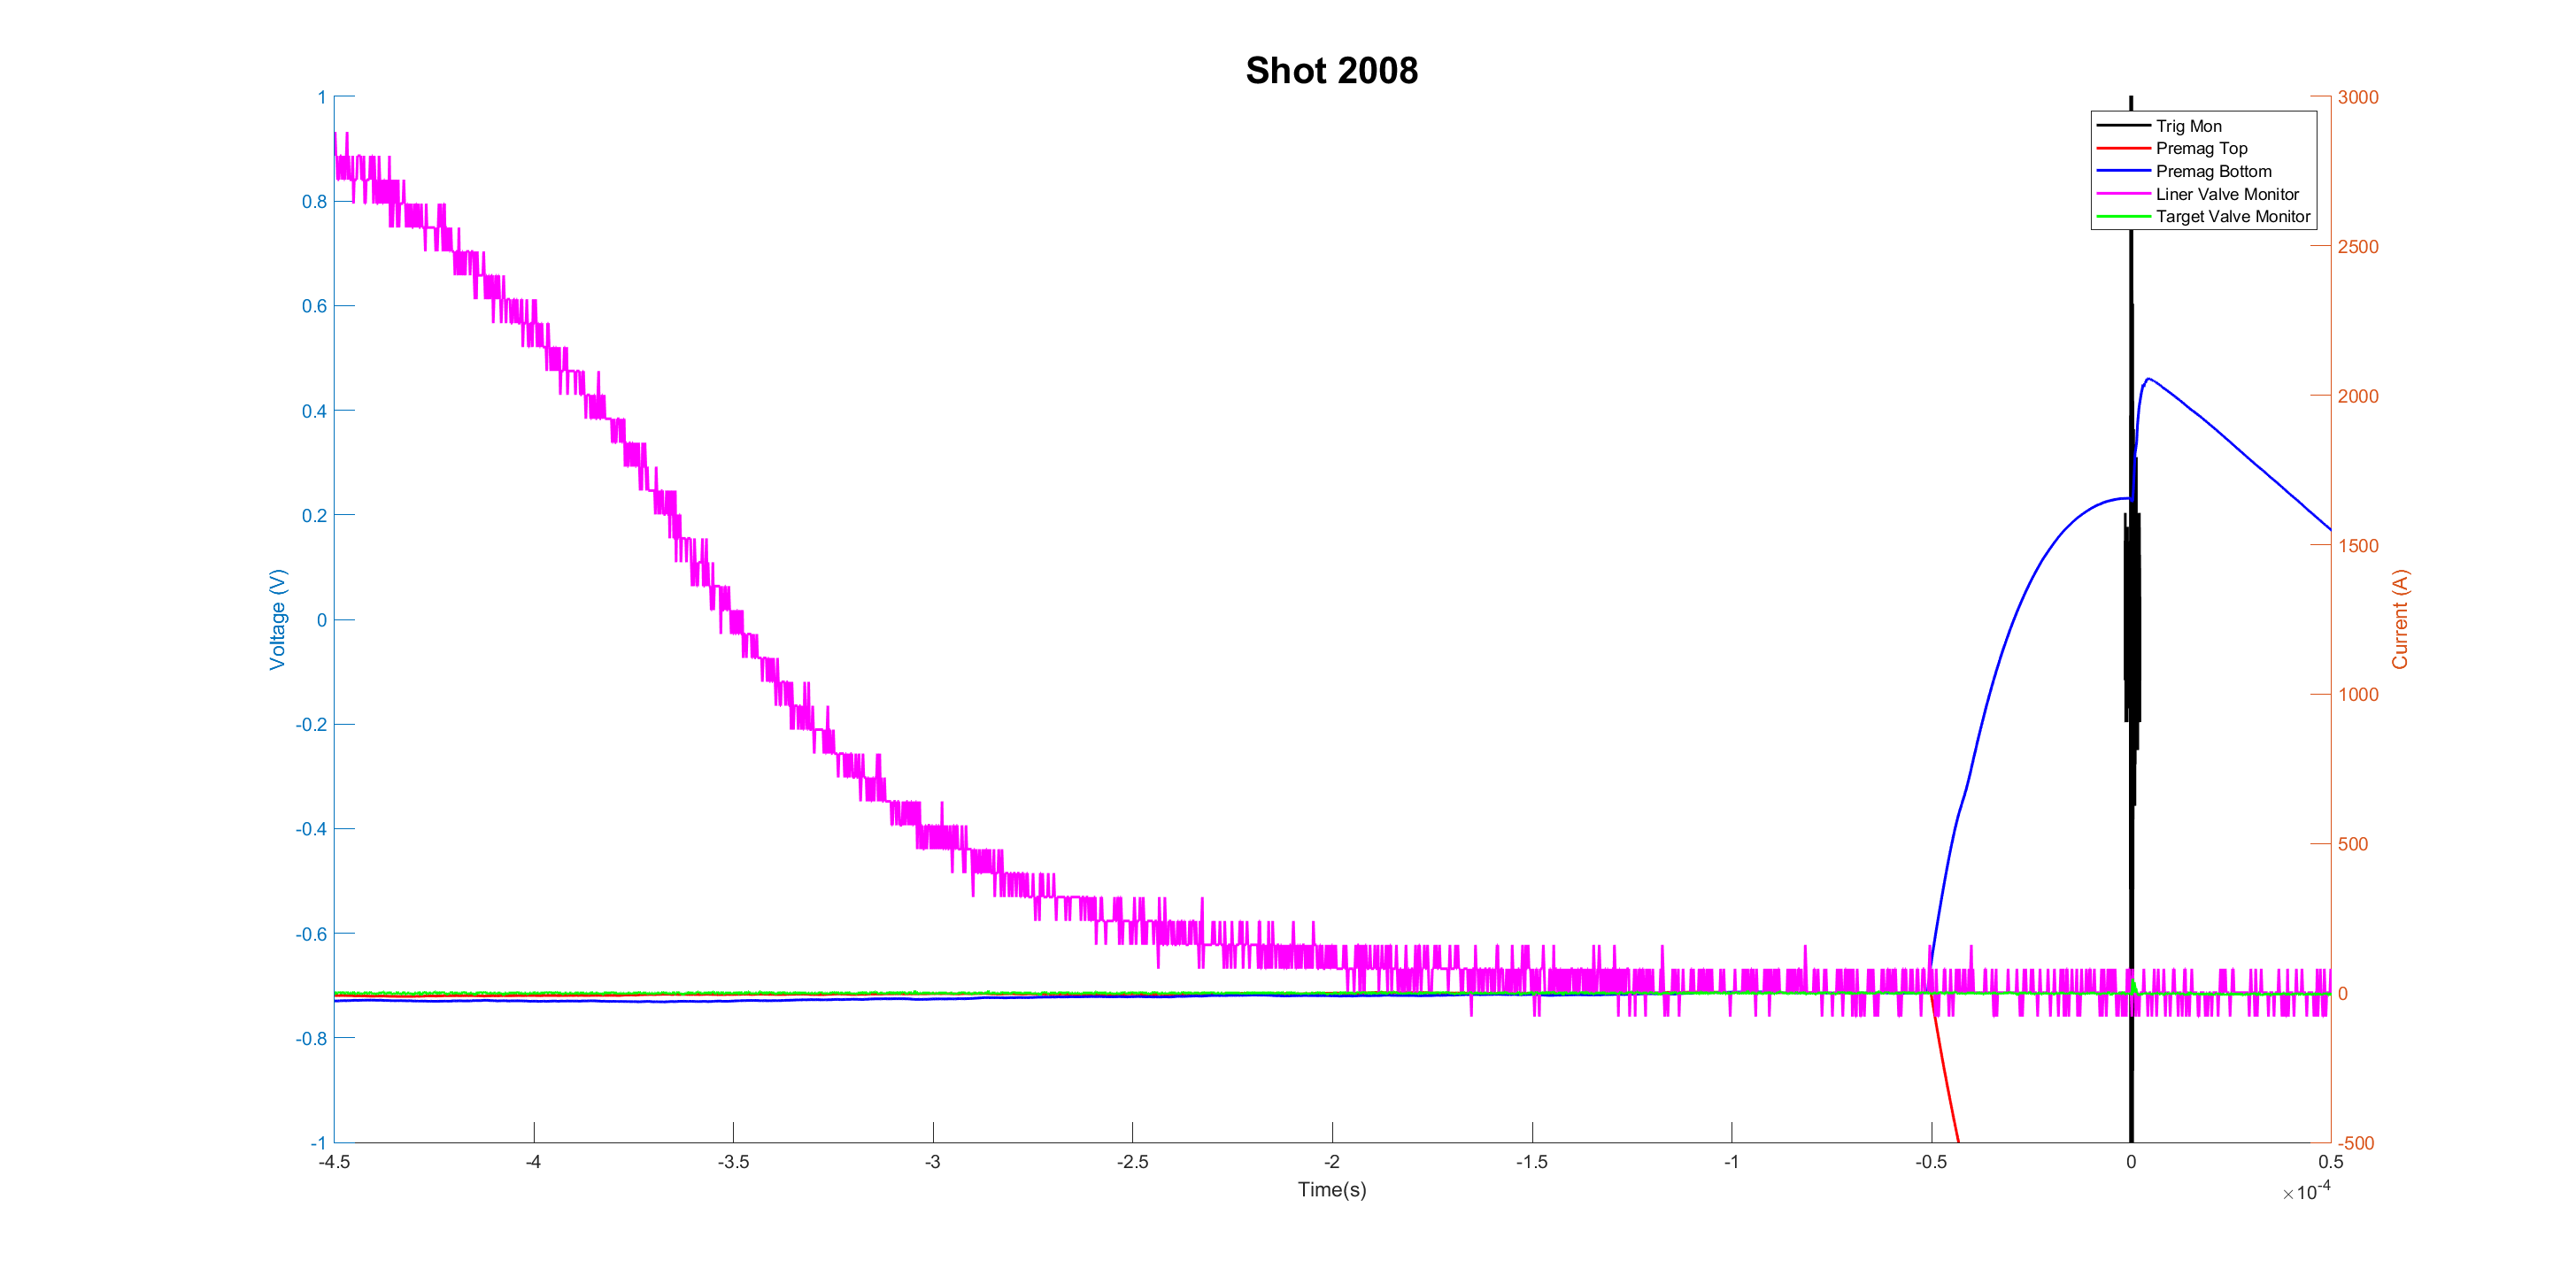 Shot 2008
1
0.8
0.6
0.4
0.2
0
-0.2
-0.4
-0.6
-0.8
-1
Voltage (V)
3000
2500
2000
1500
1000
500
0
-500
Current (A)
Trig Mon
Premag Top
Premag Bottom
Liner Valve Monitor
Target Valve Monitor
-4.5 -4 -3.5 -3 -2.5 -2 -1.5 -1 -0.5 0 0.5
Time(s)
×10-4